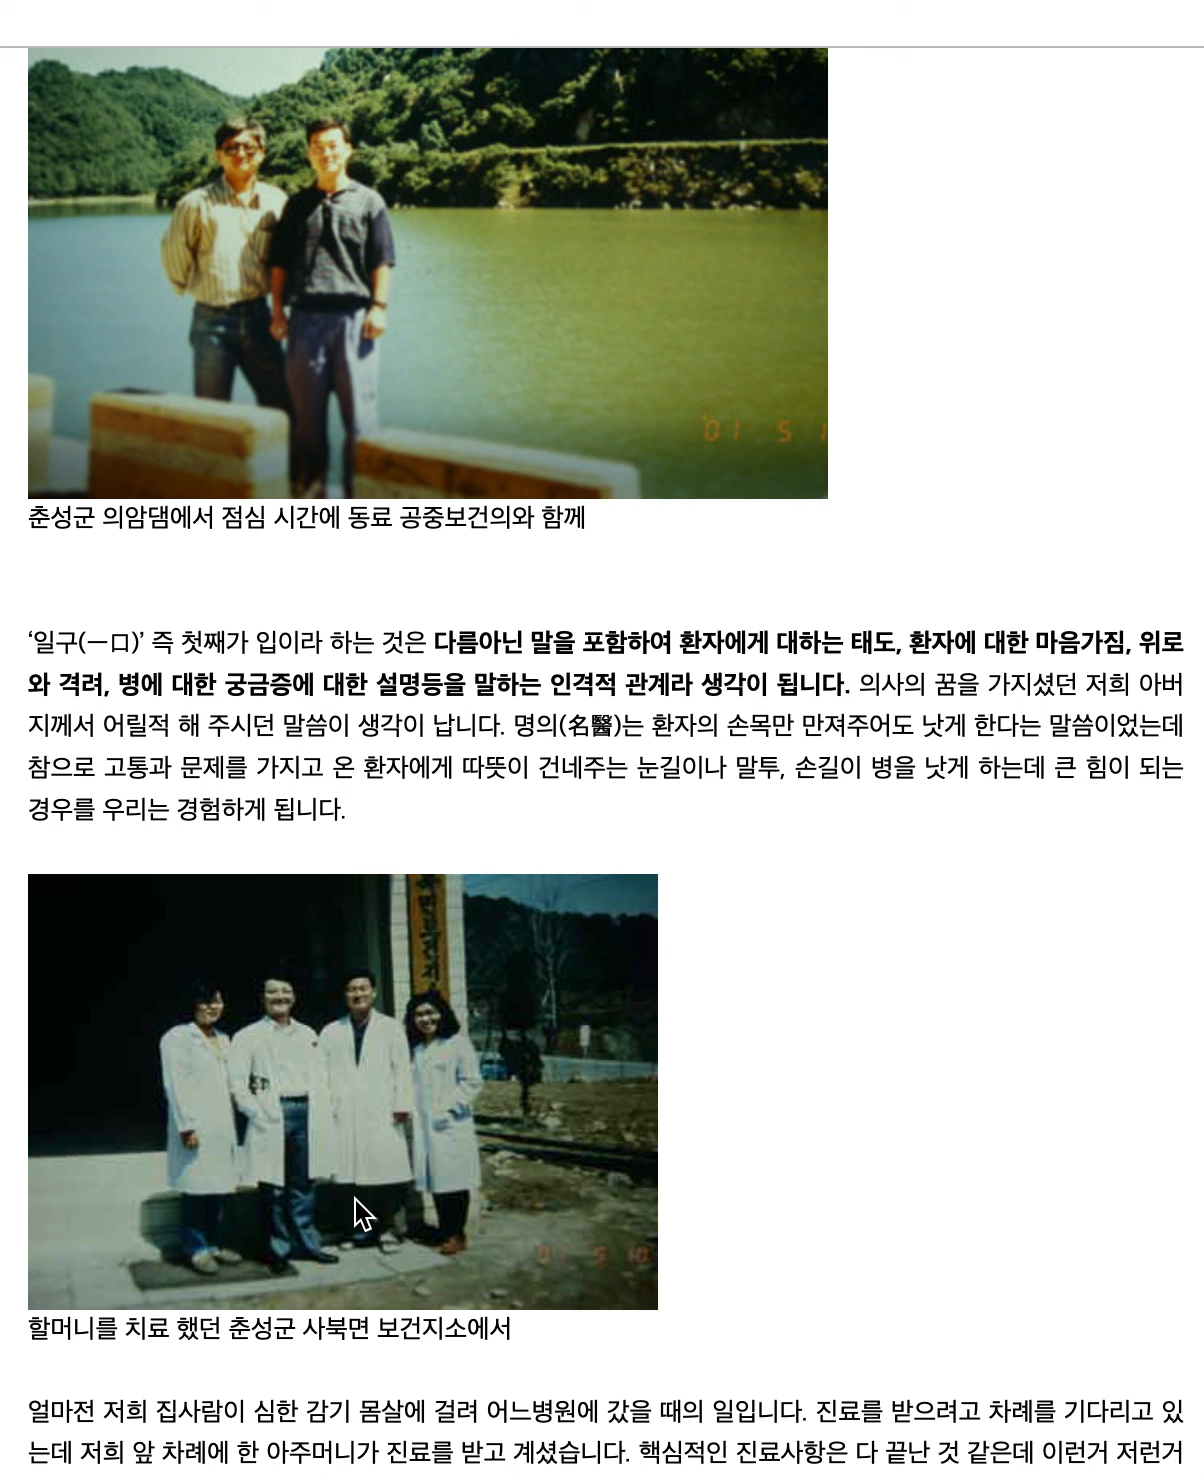 '01 5 1
춘성군 의암댐에서 점심 시간에 동료 공중보건의와 함께
‘일구(一口)’ 즉 첫째가 입이라 하는 것은 다름아닌 말을 포함하여 환자에게 대하는 태도, 환자에 대한 마음가짐, 위로
와 격려, 병에 대한 궁금증에 대한 설명등을 말하는 인격적 관계라 생각이 됩니다. 의사의 꿈을 가지셨던 저희 아버
지께서 어릴적 해 주시던 말씀이 생각이 납니다. 명의(名醫)는 환자의 손목만 만져주어도 낫게 한다는 말씀이었는데
참으로 고통과 문제를 가지고 온 환자에게 따뜻이 건네주는 눈길이나 말투, 손길이 병을 낫게 하는데 큰 힘이 되는
경우를 우리는 경험하게 됩니다.
5 10
할머니를 치료 했던 춘성군 사북면 보건지소에서
얼마전 저희 집사람이 심한 감기 몸살에 걸려 어느병원에 갔을 때의 일입니다. 진료를 받으려고 차례를 기다리고 있
는데 저희 앞 차례에 한 아주머니가 진료를 받고 계셨습니다. 핵심적인 진료사항은 다 끝난 것 같은데 이런거 저런거